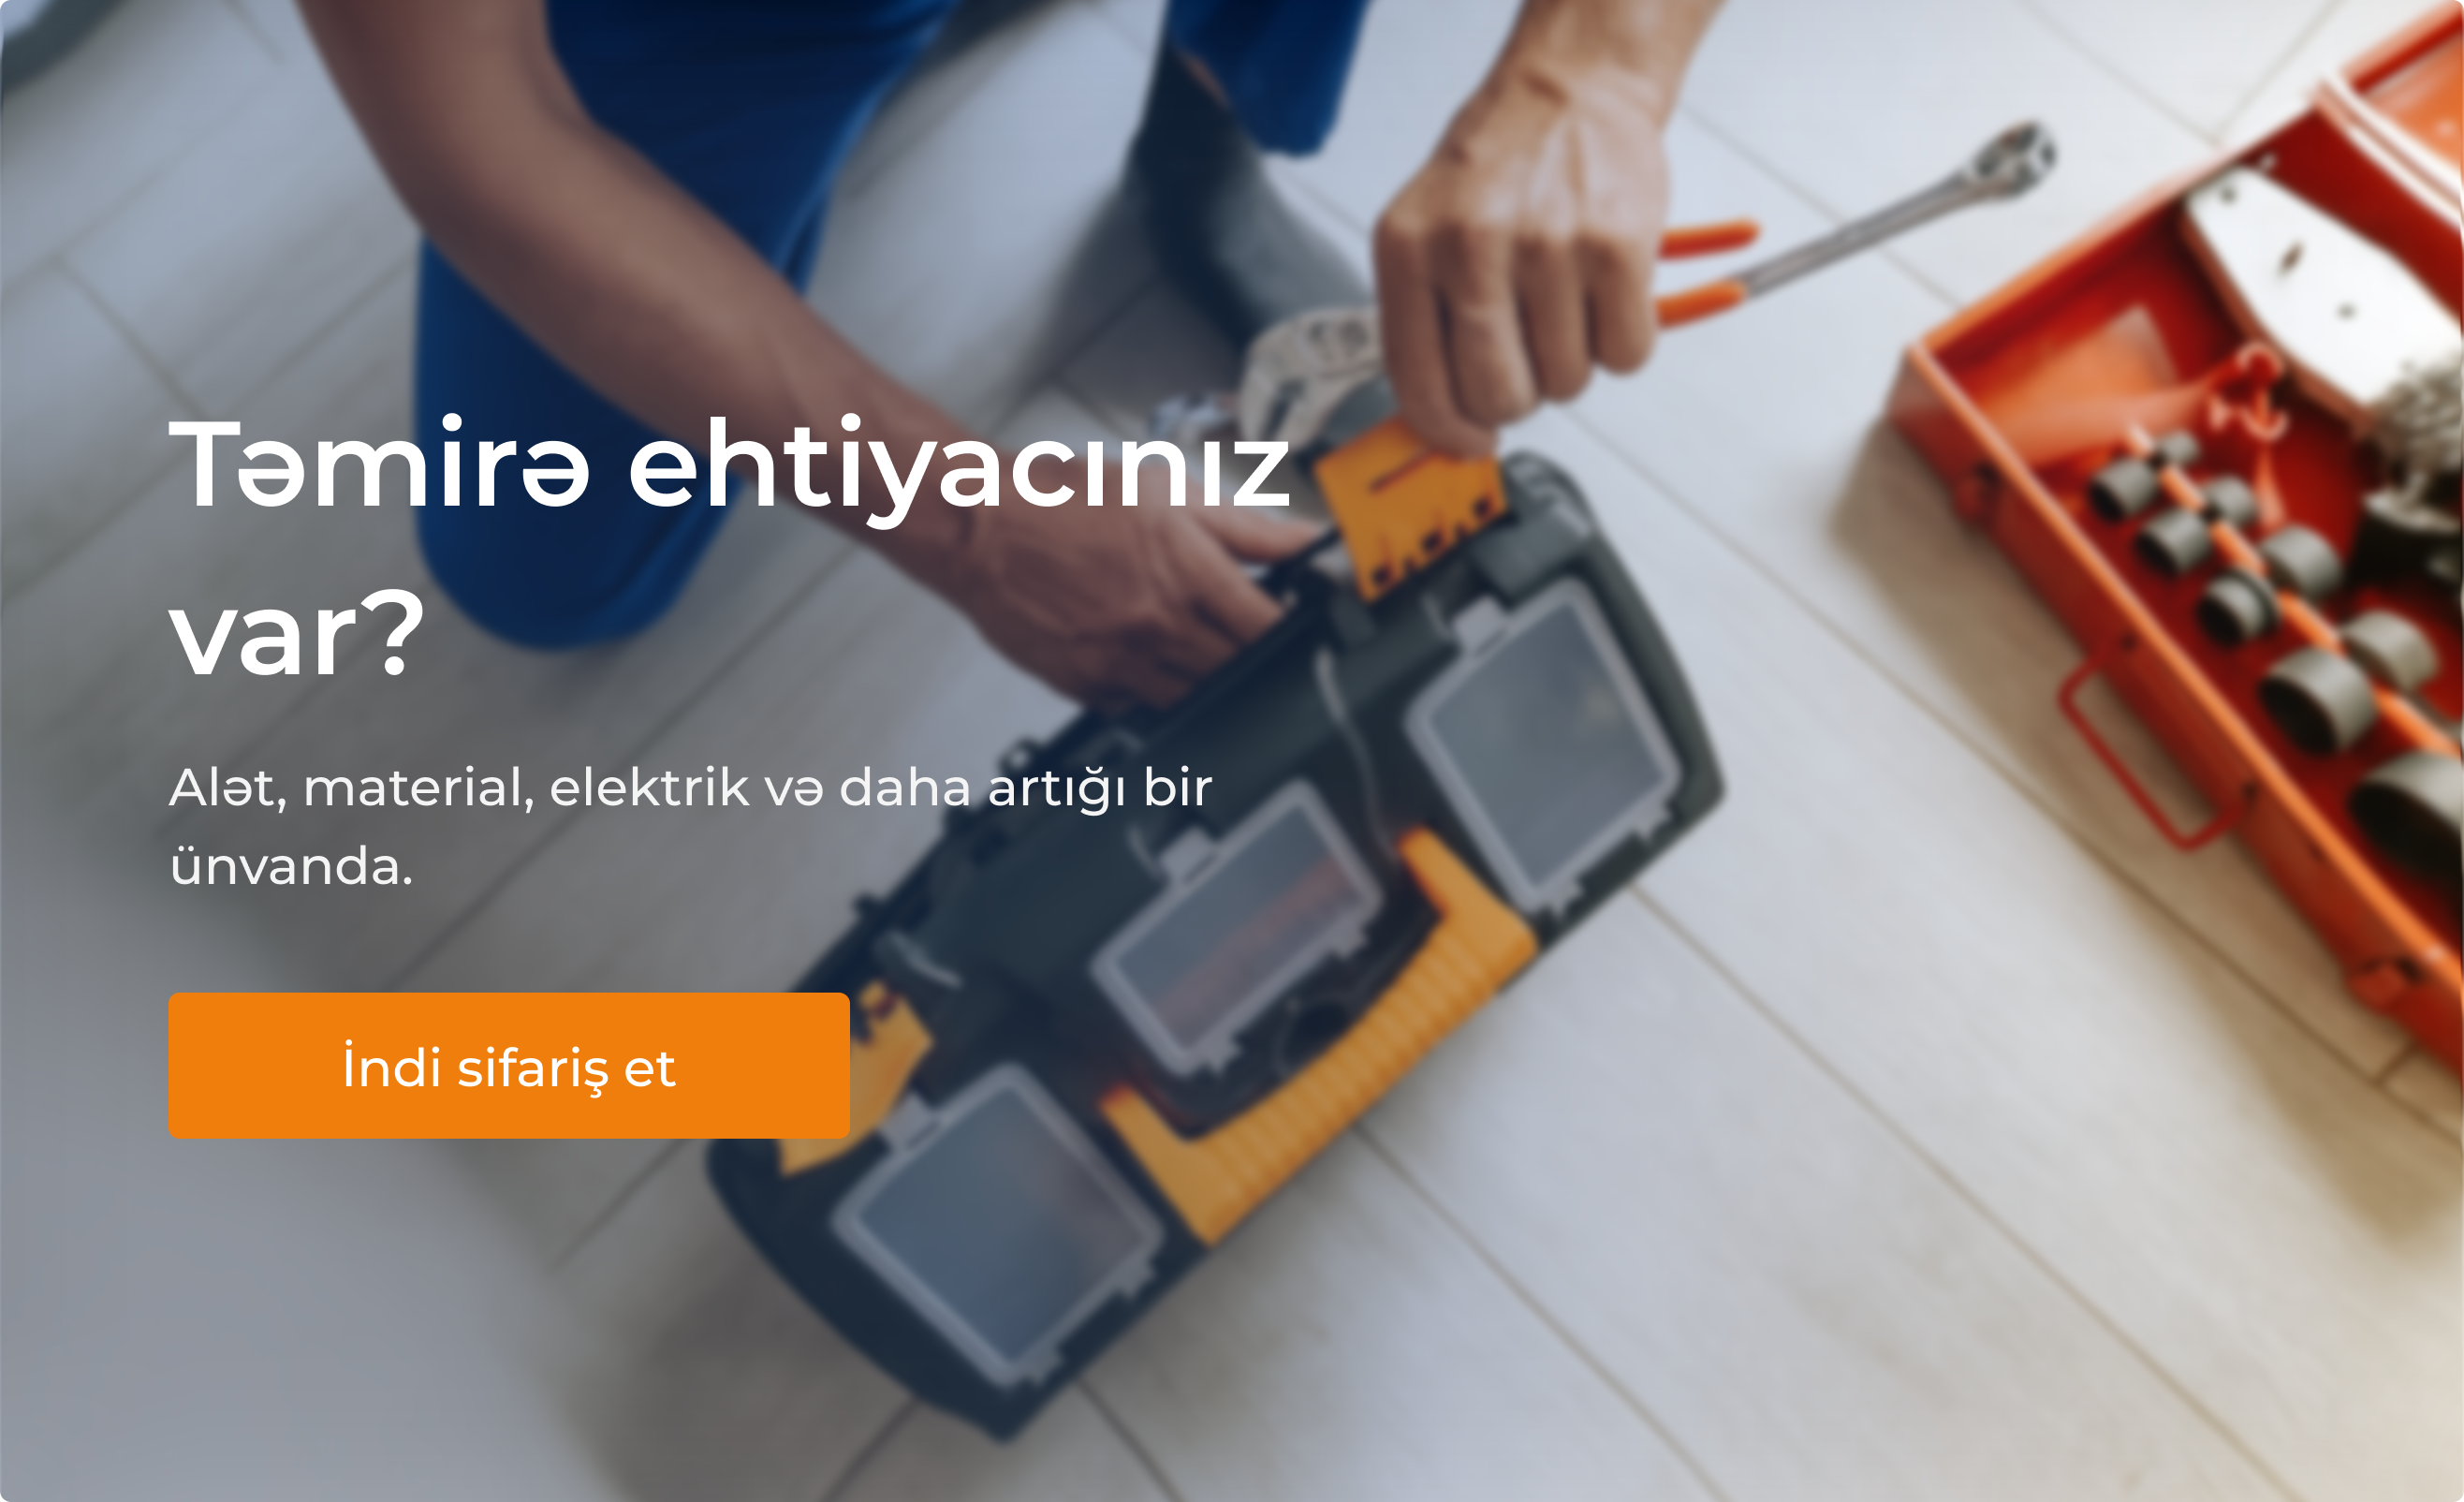 Təmirə ehtiyacınız
var?
Alət, material, elektrik və daha artığı bir
ünvanda.
İndi sifariş et